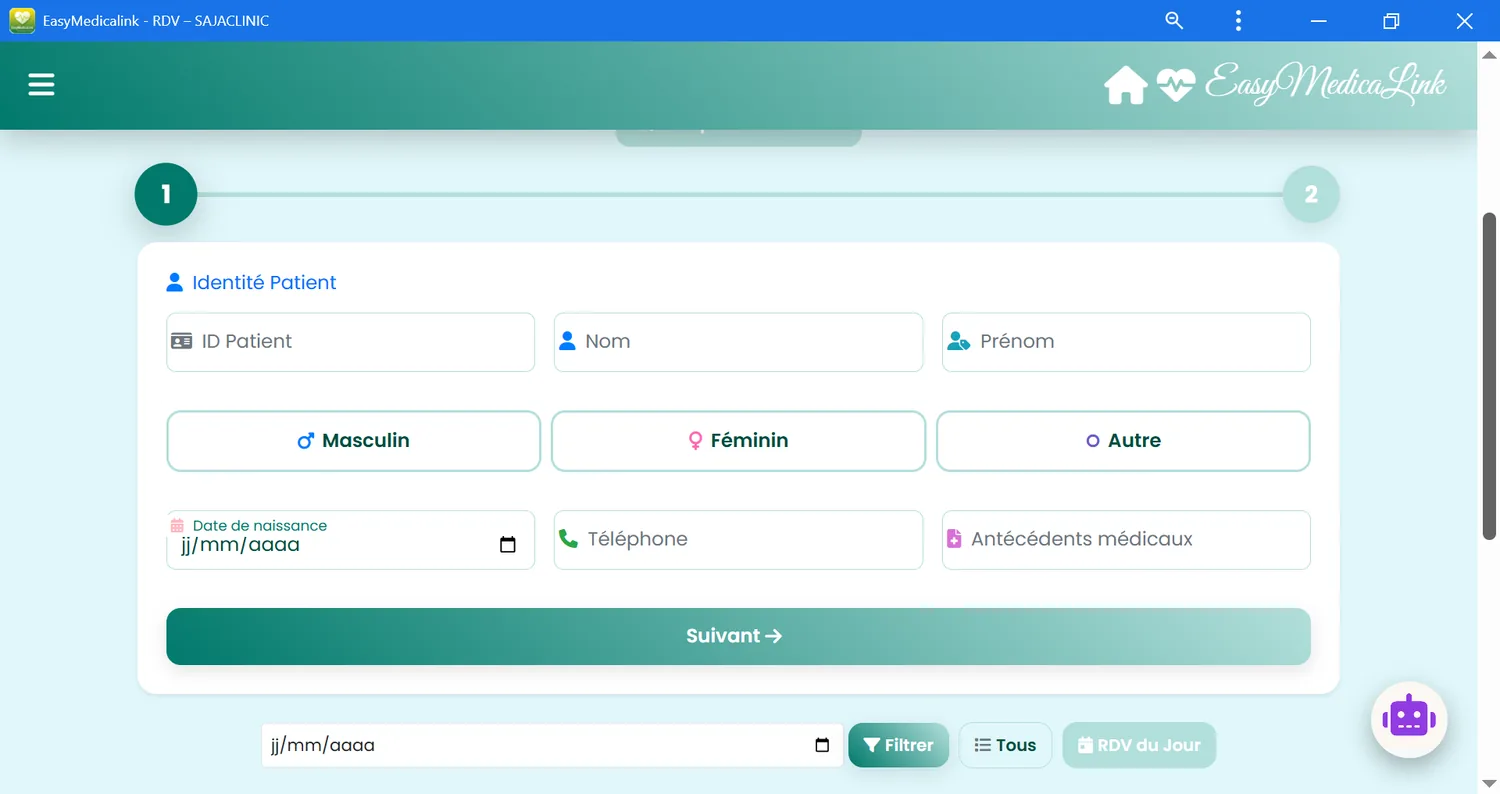 EasyMedicalink - RDV – SAJACLINIC
EasyMedicaLink
1
2
Identité Patient
ID Patient
Nom
Prénom
Masculin
Féminin
Autre
Date de naissance
jj/mm/aaaa
Téléphone
Antécédents médicaux
Suivant
jj/mm/aaaa
Filtrer
Tous
RDV du Jour